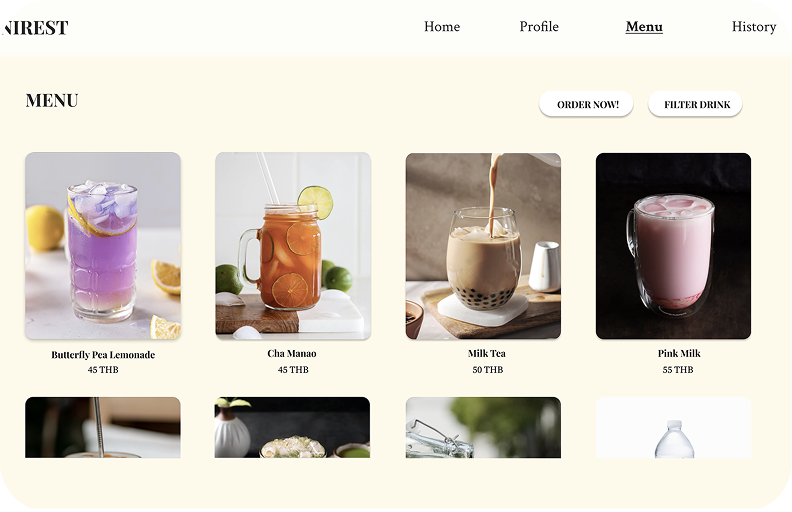 NIREST
Home Profile Menu History
MENU
ORDER NOW! FILTER DRINK
Butterfly Pea Lemonade
45 THB
Cha Manao
45 THB
Milk Tea
50 THB
Pink Milk
55 THB